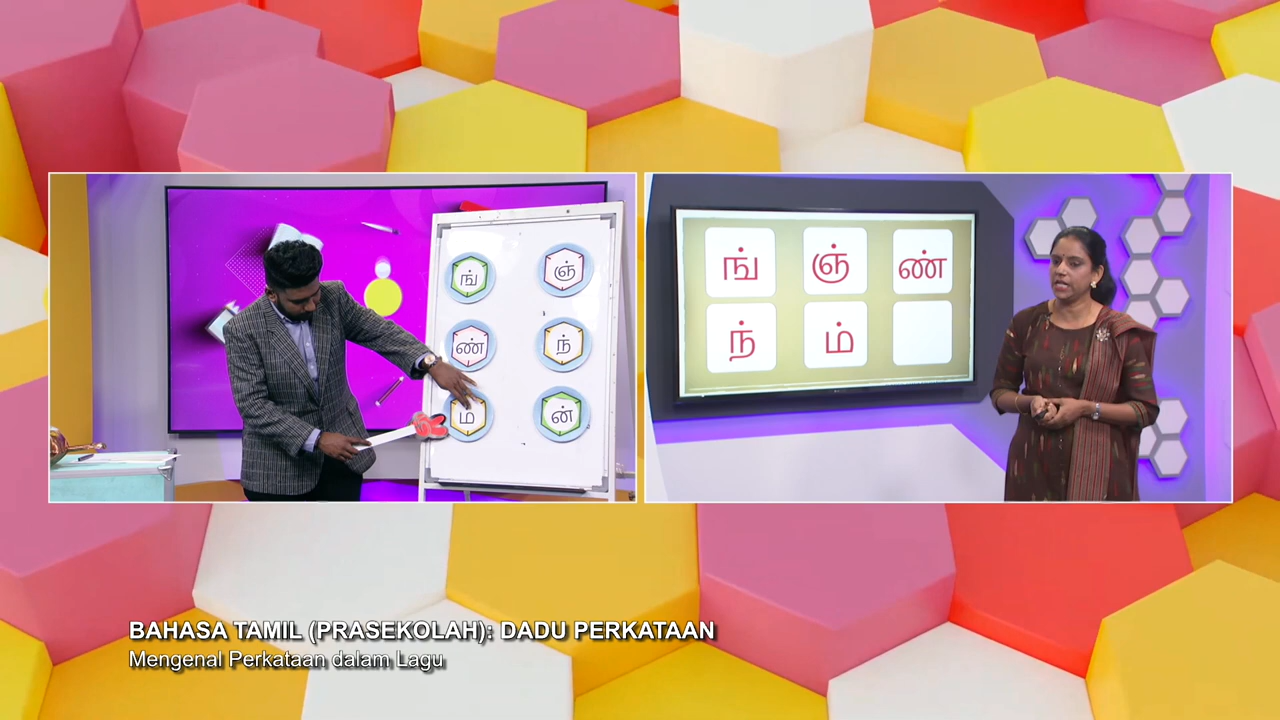 ங் ஞ்
ண் ந்
ம் ன்
ங் ஞ் ண்
ந் ம்
BAHASA TAMIL (PRASEKOLAH): DADU PERKATAAN
Mengenal Perkataan dalam Lagu